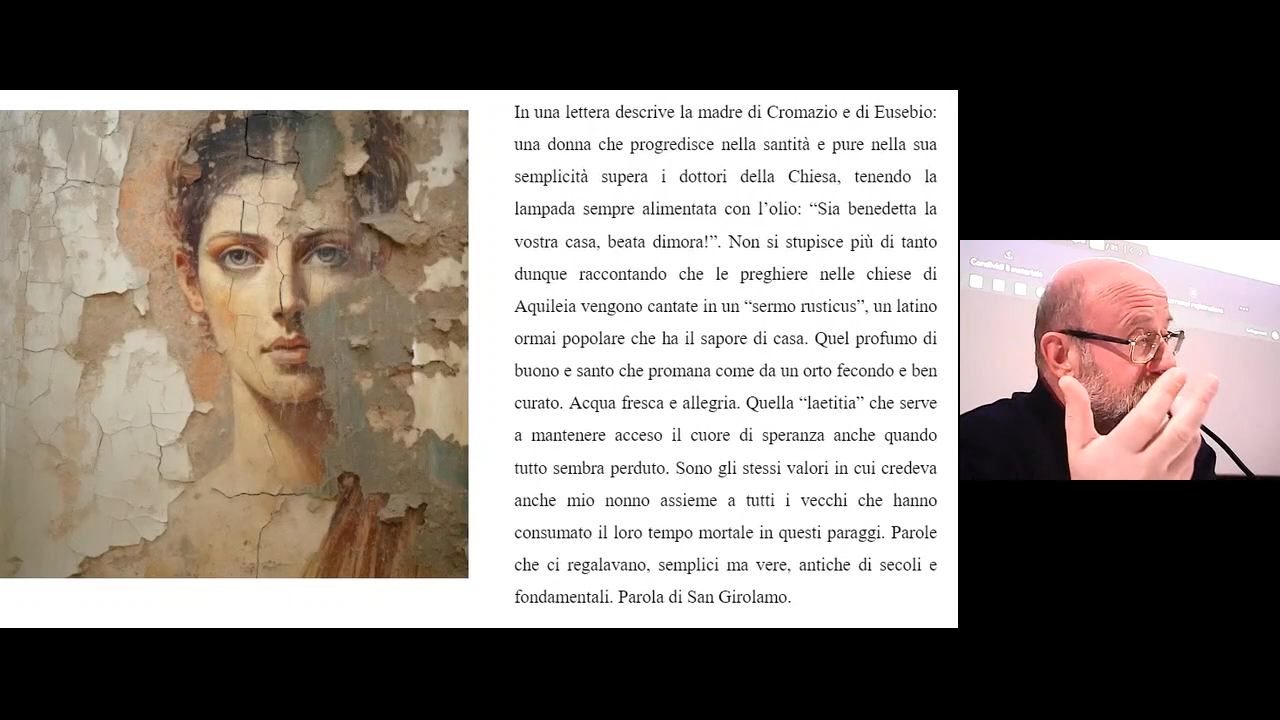 In una lettera descrive la madre di Cromazio e di Eusebio:
una donna che progredisce nella santità e pure nella sua
semplicità supera i dottori della Chiesa, tenendo la
lampada sempre alimentata con l’olio: “Sia benedetta la
vostra casa, beata dimora!”. Non si stupisce più di tanto
dunque raccontando che le preghiere nelle chiese di
Aquileia vengono cantate in un “sermo rusticus”, un latino
ormai popolare che ha il sapore di casa. Quel profumo di
buono e santo che promana come da un orto fecondo e ben
curato. Acqua fresca e allegria. Quella “laetitia” che serve
a mantenere acceso il cuore di speranza anche quando
tutto sembra perduto. Sono gli stessi valori in cui credeva
anche mio nonno assieme a tutti i vecchi che hanno
consumato il loro tempo mortale in questi paraggi. Parole
che ci regalavano, semplici ma vere, antiche di secoli e
fondamentali. Parola di San Girolamo.